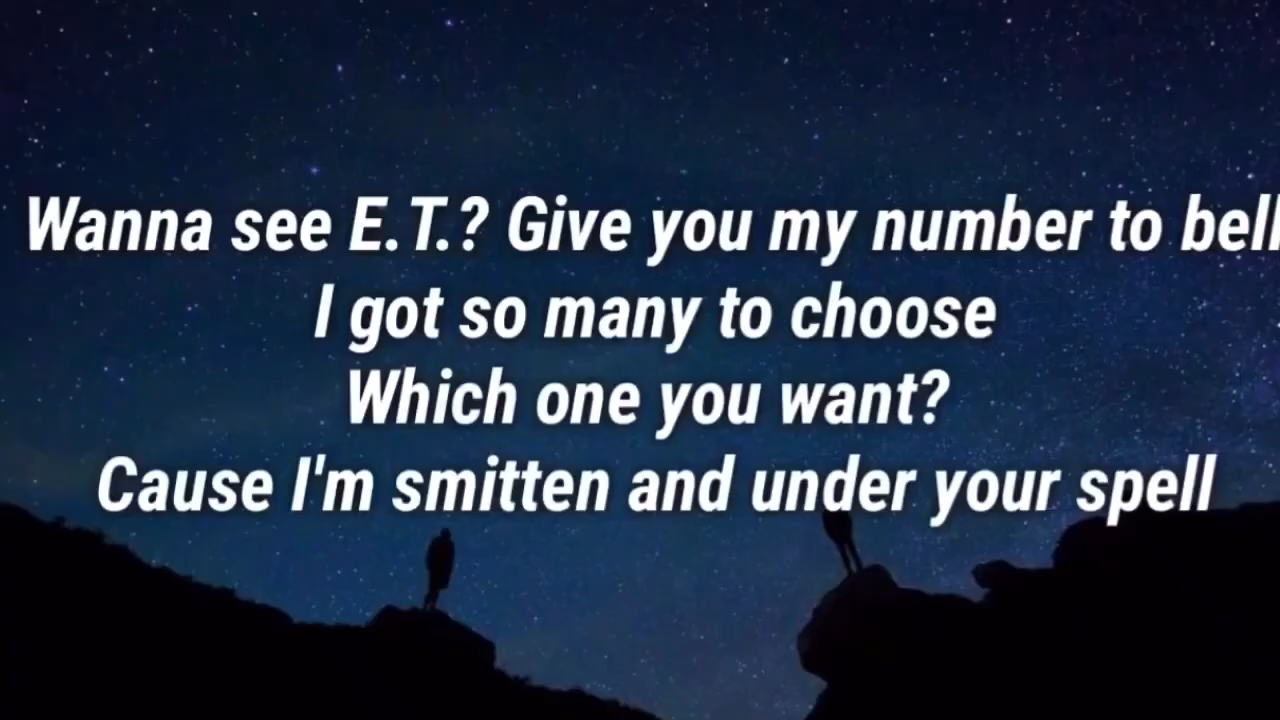 Wanna see E.T.? Give you my number to bell
I got so many to choose
Which one you want?
Cause I'm smitten and under your spell